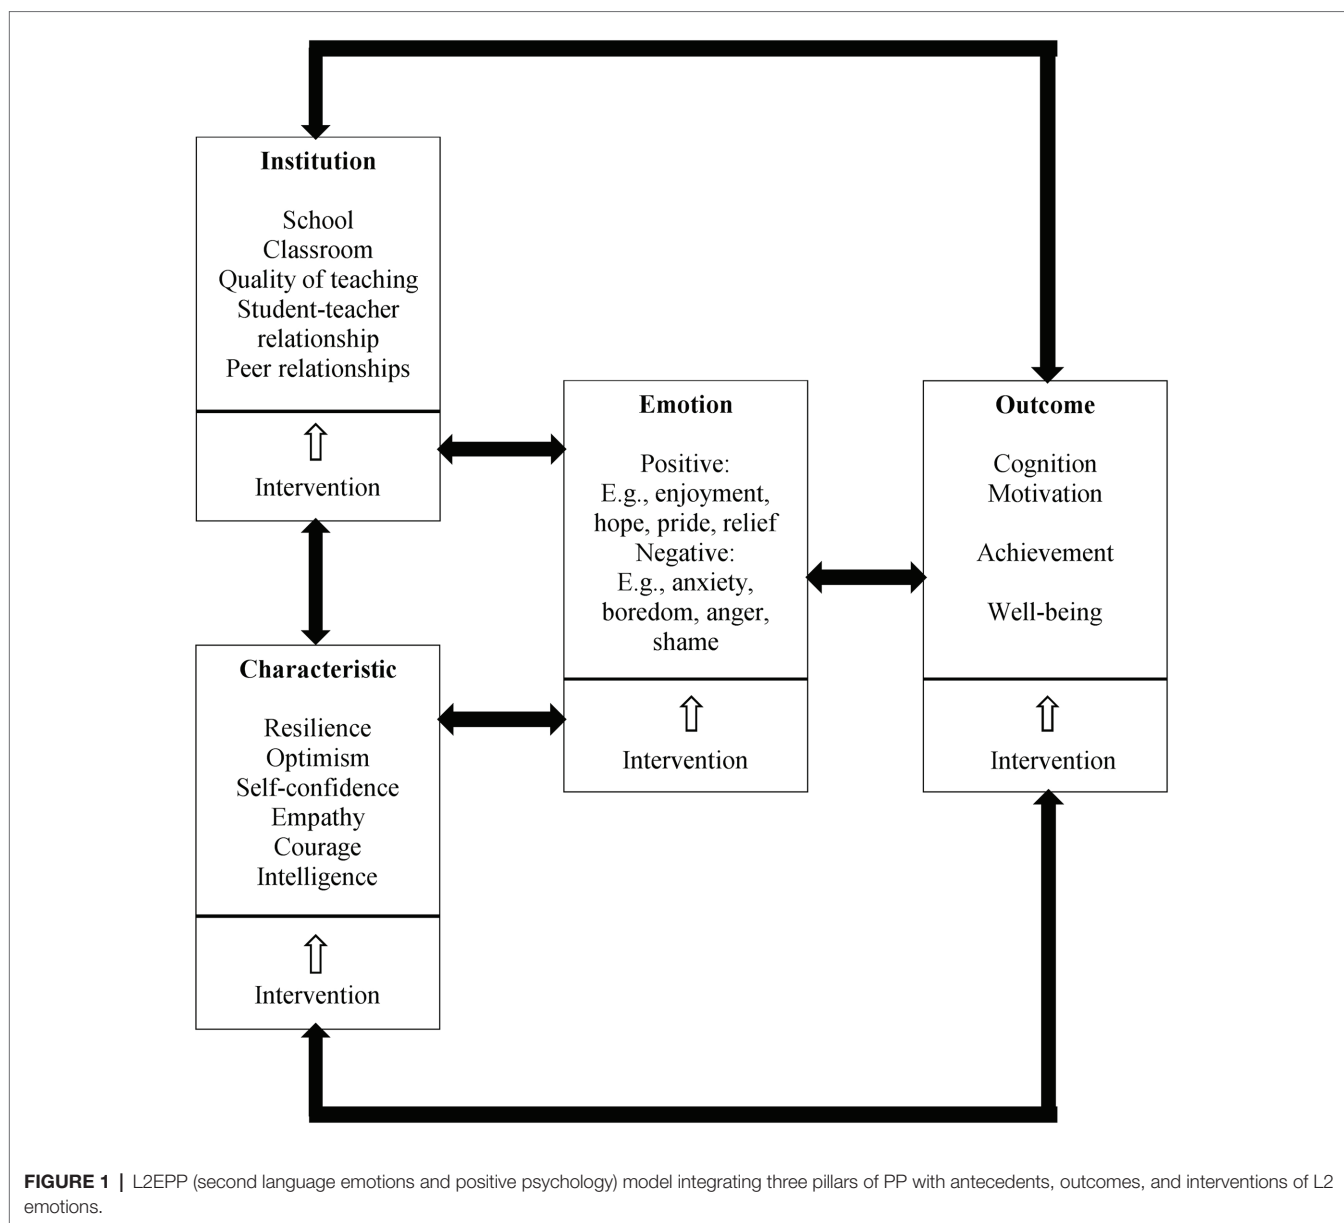 Institution
School
Classroom
Quality of teaching
Student-teacher
relationship
Peer relationships
Intervention
Characteristic
Resilience
Optimism
Self-confidence
Empathy
Courage
Intelligence
Intervention
Emotion
Positive:
E.g., enjoyment,
hope, pride, relief
Negative:
E.g., anxiety,
boredom, anger,
shame
Intervention
Outcome
Cognition
Motivation
Achievement
Well-being
Intervention
FIGURE 1 | L2EPP (second language emotions and positive psychology) model integrating three pillars of PP with antecedents, outcomes, and interventions of L2
emotions.